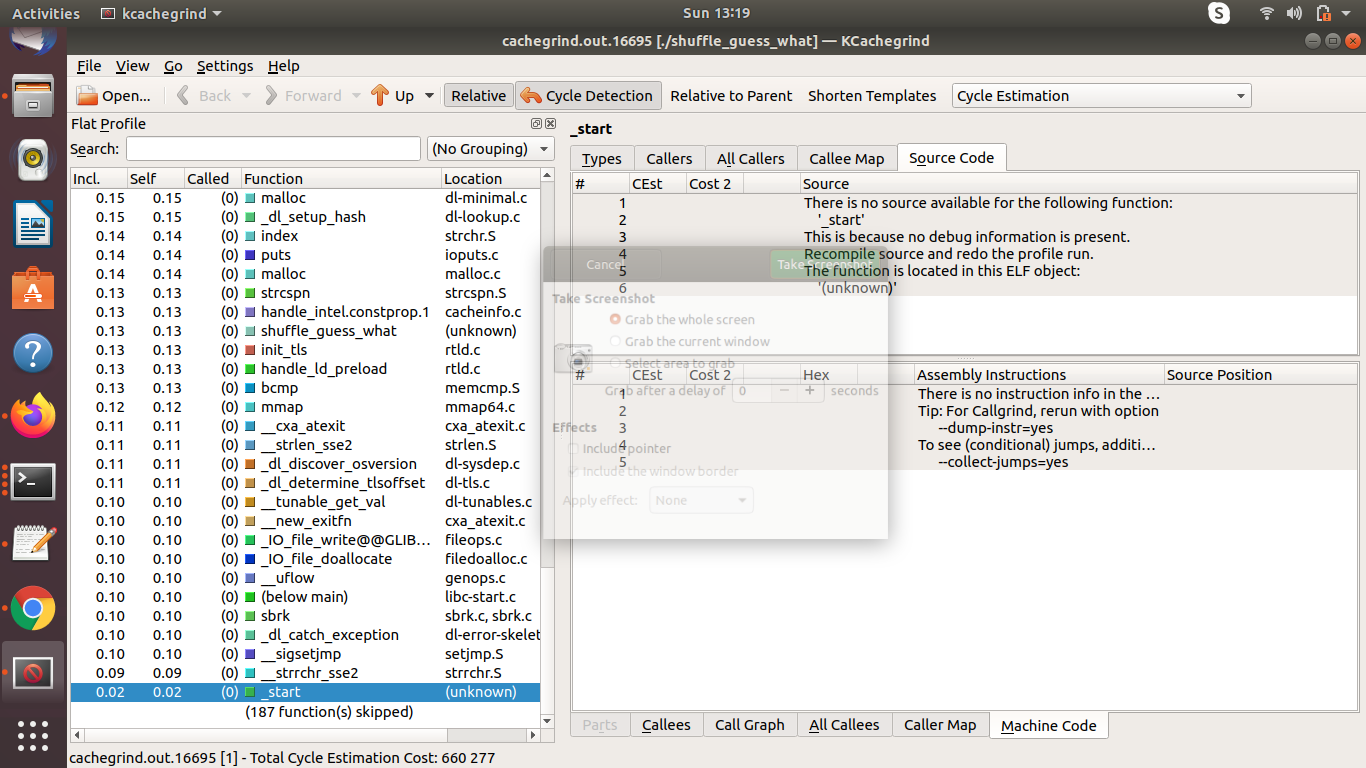 Activities kcachegrind Sun 13:19
cachegrind.out.16695 [./shuffle_guess_what] — KCachegrind
File View Go Settings Help
Open... Back Forward Up Relative Cycle Detection Relative to Parent Shorten Templates Cycle Estimation
Flat Profile
Search: (No Grouping)
Incl. Self Called Function Location
0.15 0.15 (0) malloc dl-minimal.c
0.15 0.15 (0) _dl_setup_hash dl-lookup.c
0.14 0.14 (0) index strchr.S
0.14 0.14 (0) puts ioputs.c
0.14 0.14 (0) malloc malloc.c
0.13 0.13 (0) strcspn strcspn.S
0.13 0.13 (0) handle_intel.constprop.1 cacheinfo.c
0.13 0.13 (0) shuffle_guess_what (unknown)
0.13 0.13 (0) init_tls rtld.c
0.13 0.13 (0) handle_ld_preload rtld.c
0.13 0.13 (0) bcmp memcmp.S
0.12 0.12 (0) mmap mmap64.c
0.11 0.11 (0) __cxa_atexit cxa_atexit.c
0.11 0.11 (0) __strlen_sse2 strlen.S
0.11 0.11 (0) _dl_discover_osversion dl-sysdep.c
0.11 0.11 (0) _dl_determine_tlsoffset dl-tls.c
0.10 0.10 (0) __tunable_get_val dl-tunables.c
0.10 0.10 (0) __new_exitfn cxa_atexit.c
0.10 0.10 (0) _IO_file_write@@GLIB... fileops.c
0.10 0.10 (0) _IO_file_doallocate filedoalloc.c
0.10 0.10 (0) __uflow genops.c
0.10 0.10 (0) (below main) libc-start.c
0.10 0.10 (0) sbrk sbrk.c, sbrk.c
0.10 0.10 (0) _dl_catch_exception dl-error-skelet
0.10 0.10 (0) __sigsetjmp setjmp.S
0.09 0.09 (0) __strrchr_sse2 strrchr.S
0.02 0.02 (0) _start (unknown)
(187 function(s) skipped)
_start
Types Callers All Callers Callee Map Source Code
# CEst Cost 2 Source
1 There is no source available for the following function:
2 '_start'
3 This is because no debug information is present.
4 Recompile source and redo the profile run.
5 The function is located in this ELF object:
6 '(unknown)'
Cancel Take Screenshot
Take Screenshot
Grab the whole screen
Grab the current window
Select area to grab
Grab after a delay of 0 − + seconds
Effects
Include pointer
Include the window border
Apply effect: None
# CEst Cost 2 Hex Assembly Instructions Source Position
1 There is no instruction info in the ...
2 Tip: For Callgrind, rerun with option
3 --dump-instr=yes
4 To see (conditional) jumps, additi...
5 --collect-jumps=yes
Parts Callees Call Graph All Callees Caller Map Machine Code
cachegrind.out.16695 [1] - Total Cycle Estimation Cost: 660 277